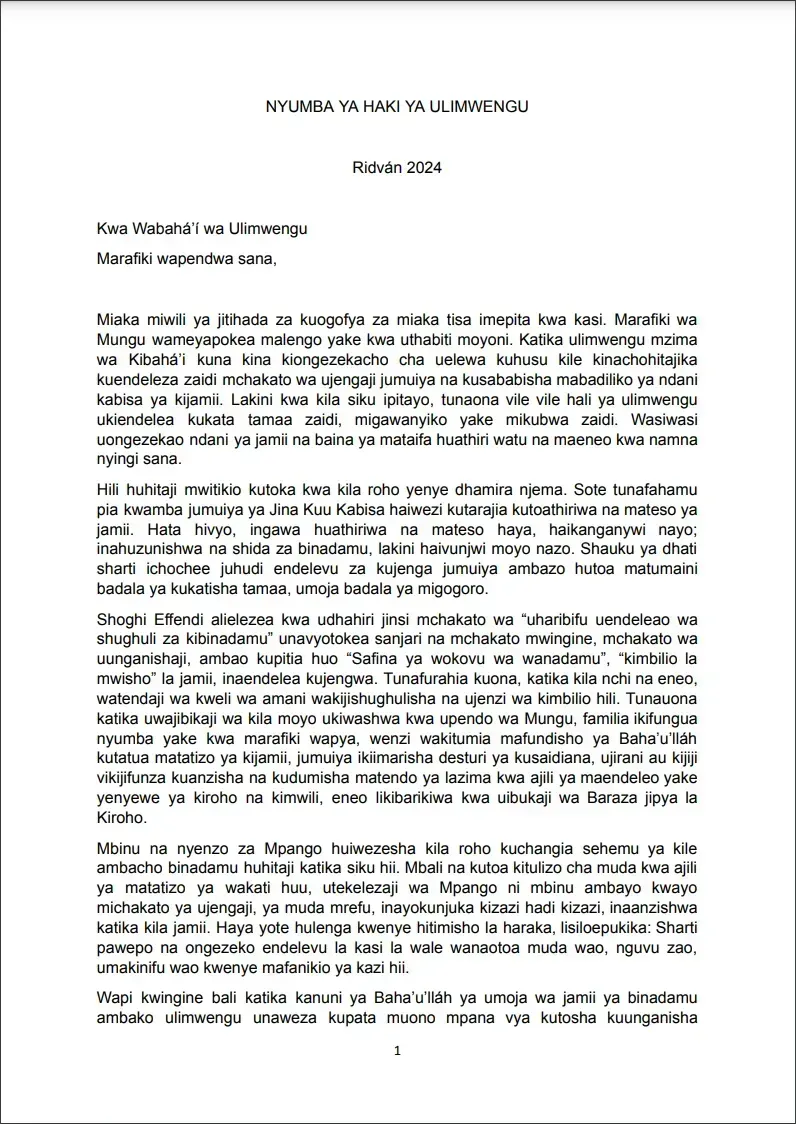 NYUMBA YA HAKI YA ULIMWENGU
Ridván 2024
Kwa Wabahá’í wa Ulimwengu
Marafiki wapendwa sana,
Miaka miwili ya jitihada za kuogofya za miaka tisa imepita kwa kasi. Marafiki wa
Mungu wameyapokea malengo yake kwa uthabiti moyoni. Katika ulimwengu mzima
wa Kibahá’i kuna kina kiongezekacho cha uelewa kuhusu kile kinachohitajika
kuendeleza zaidi mchakato wa ujengaji jumuiya na kusababisha mabadiliko ya ndani
kabisa ya kijamii. Lakini kwa kila siku ipitayo, tunaona vile vile hali ya ulimwengu
ukiendelea kukata tamaa zaidi, migawanyiko yake mikubwa zaidi. Wasiwasi
uongezekao ndani ya jamii na baina ya mataifa huathiri watu na maeneo kwa namna
nyingi sana.
Hili huhitaji mwitikio kutoka kwa kila roho yenye dhamira njema. Sote tunafahamu
pia kwamba jumuiya ya Jina Kuu Kabisa haiwezi kutarajia kutoathiriwa na mateso ya
jamii. Hata hivyo, ingawa huathiriwa na mateso haya, haikanganywi nayo;
inahuzunishwa na shida za binadamu, lakini haivunjwi moyo nazo. Shauku ya dhati
sharti ichochee juhudi endelevu za kujenga jumuiya ambazo hutoa matumaini
badala ya kukatisha tamaa, umoja badala ya migogoro.
Shoghi Effendi alielezea kwa udhahiri jinsi mchakato wa “uharibifu uendeleao wa
shughuli za kibinadamu” unavyotokea sanjari na mchakato mwingine, mchakato wa
uunganishaji, ambao kupitia huo “Safina ya wokovu wa wanadamu”, “kimbilio la
mwisho” la jamii, inaendelea kujengwa. Tunafurahia kuona, katika kila nchi na eneo,
watendaji wa kweli wa amani wakijishughulisha na ujenzi wa kimbilio hili. Tunauona
katika uwajibikaji wa kila moyo ukiwashwa kwa upendo wa Mungu, familia ikifungua
nyumba yake kwa marafiki wapya, wenzi wakitumia mafundisho ya Baha’u’lláh
kutatua matatizo ya kijamii, jumuiya ikiimarisha desturi ya kusaidiana, ujirani au kijiji
vikijifunza kuanzisha na kudumisha matendo ya lazima kwa ajili ya maendeleo yake
yenyewe ya kiroho na kimwili, eneo likibarikiwa kwa uibukaji wa Baraza jipya la
Kiroho.
Mbinu na nyenzo za Mpango huiwezesha kila roho kuchangia sehemu ya kile
ambacho binadamu huhitaji katika siku hii. Mbali na kutoa kitulizo cha muda kwa ajili
ya matatizo ya wakati huu, utekelezaji wa Mpango ni mbinu ambayo kwayo
michakato ya ujengaji, ya muda mrefu, inayokunjuka kizazi hadi kizazi, inaanzishwa
katika kila jamii. Haya yote hulenga kwenye hitimisho la haraka, lisiloepukika: Sharti
pawepo na ongezeko endelevu la kasi la wale wanaotoa muda wao, nguvu zao,
umakinifu wao kwenye mafanikio ya kazi hii.
Wapi kwingine bali katika kanuni ya Baha’u’lláh ya umoja wa jamii ya binadamu
ambako ulimwengu unaweza kupata muono mpana vya kutosha kuunganisha
1